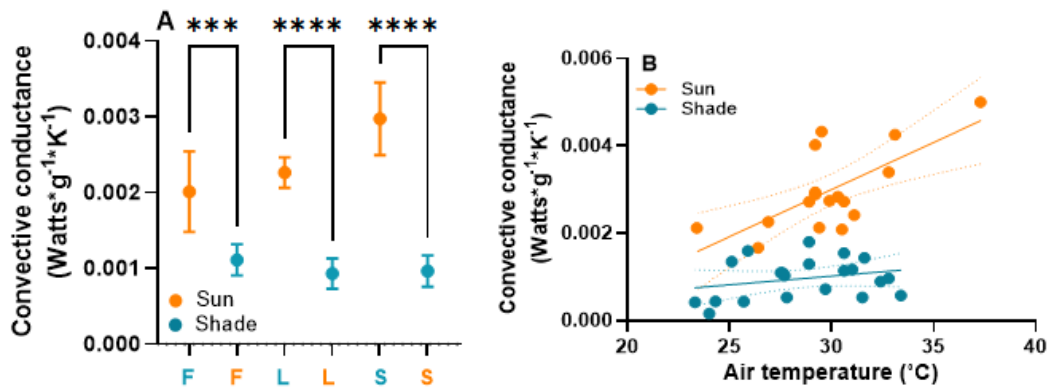 A
*** **** ****
Convective conductance
(Watts*g⁻¹*K⁻¹)
0.004
0.003
0.002
0.001
0.000
Sun
Shade
F F L L S S
B
Sun
Shade
Convective conductance
(Watts*g⁻¹*K⁻¹)
0.006
0.004
0.002
0.000
20 25 30 35 40
Air temperature (°C)